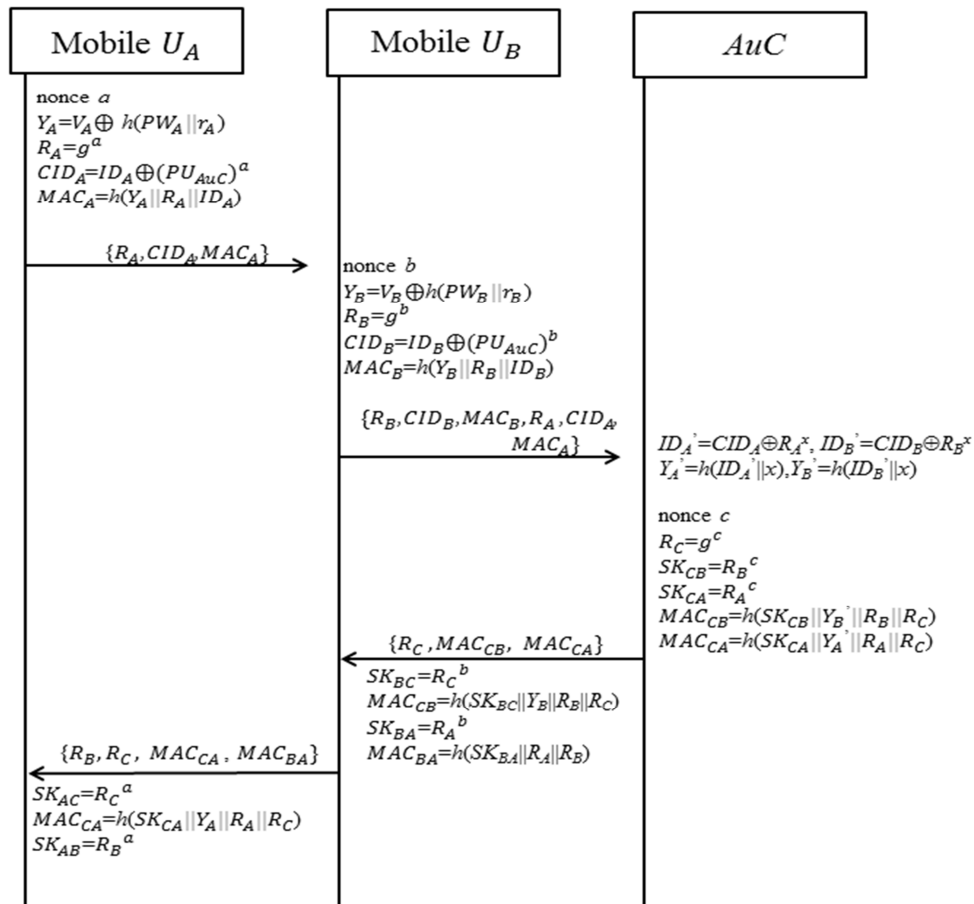 Mobile U_A
Mobile U_B
AuC
nonce a
Y_A=V_A⊕ h(PW_A||r_A)
R_A=g^a
CID_A=ID_A⊕(PU_AuC)^a
MAC_A=h(Y_A||R_A||ID_A)
{R_A,CID_A,MAC_A}
nonce b
Y_B=V_B⊕h(PW_B||r_B)
R_B=g^b
CID_B=ID_B⊕(PU_AuC)^b
MAC_B=h(Y_B||R_B||ID_B)
{R_B,CID_B,MAC_B,R_A,CID_A,
MAC_A}
ID_A'=CID_A⊕R_A^x, ID_B'=CID_B⊕R_B^x
Y_A'=h(ID_A'||x),Y_B'=h(ID_B'||x)
nonce c
R_C=g^c
SK_CB=R_B^c
SK_CA=R_A^c
MAC_CB=h(SK_CB||Y_B'||R_B||R_C)
MAC_CA=h(SK_CA||Y_A'||R_A||R_C)
{R_C,MAC_CB, MAC_CA}
SK_BC=R_C^b
MAC_CB=h(SK_BC||Y_B||R_B||R_C)
SK_BA=R_A^b
MAC_BA=h(SK_BA||R_A||R_B)
{R_B,R_C, MAC_CA, MAC_BA}
SK_AC=R_C^a
MAC_CA=h(SK_CA||Y_A||R_A||R_C)
SK_AB=R_B^a